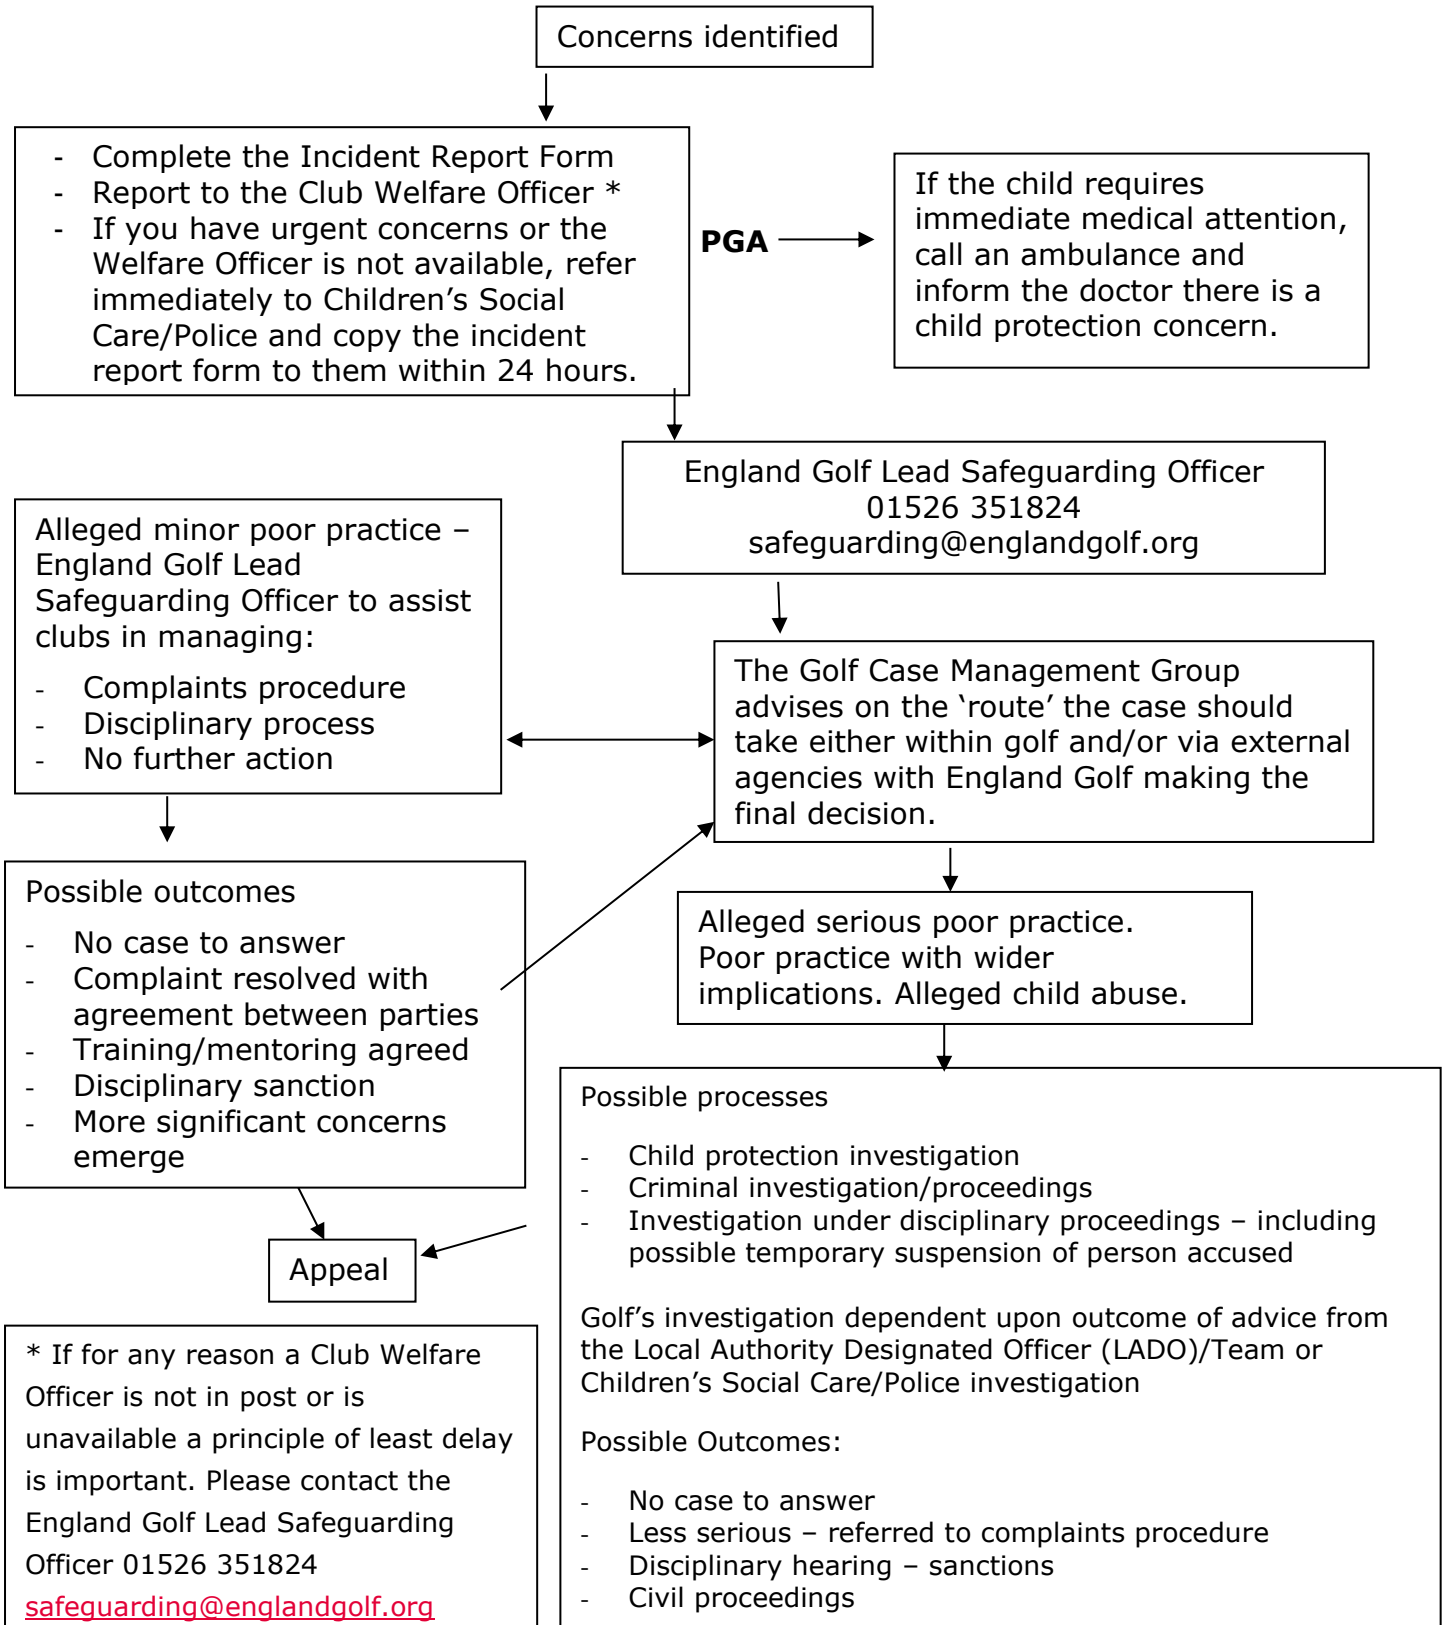 Concerns identified
- Complete the Incident Report Form
- Report to the Club Welfare Officer *
- If you have urgent concerns or the
Welfare Officer is not available, refer
immediately to Children’s Social
Care/Police and copy the incident
report form to them within 24 hours.
PGA
If the child requires
immediate medical attention,
call an ambulance and
inform the doctor there is a
child protection concern.
England Golf Lead Safeguarding Officer
01526 351824
safeguarding@englandgolf.org
Alleged minor poor practice –
England Golf Lead
Safeguarding Officer to assist
clubs in managing:
- Complaints procedure
- Disciplinary process
- No further action
The Golf Case Management Group
advises on the ‘route’ the case should
take either within golf and/or via external
agencies with England Golf making the
final decision.
Possible outcomes
- No case to answer
- Complaint resolved with
agreement between parties
- Training/mentoring agreed
- Disciplinary sanction
- More significant concerns
emerge
Alleged serious poor practice.
Poor practice with wider
implications. Alleged child abuse.
Possible processes
- Child protection investigation
- Criminal investigation/proceedings
- Investigation under disciplinary proceedings – including
possible temporary suspension of person accused
Golf’s investigation dependent upon outcome of advice from
the Local Authority Designated Officer (LADO)/Team or
Children’s Social Care/Police investigation
Possible Outcomes:
- No case to answer
- Less serious – referred to complaints procedure
- Disciplinary hearing – sanctions
- Civil proceedings
Appeal
* If for any reason a Club Welfare
Officer is not in post or is
unavailable a principle of least delay
is important. Please contact the
England Golf Lead Safeguarding
Officer 01526 351824
safeguarding@englandgolf.org